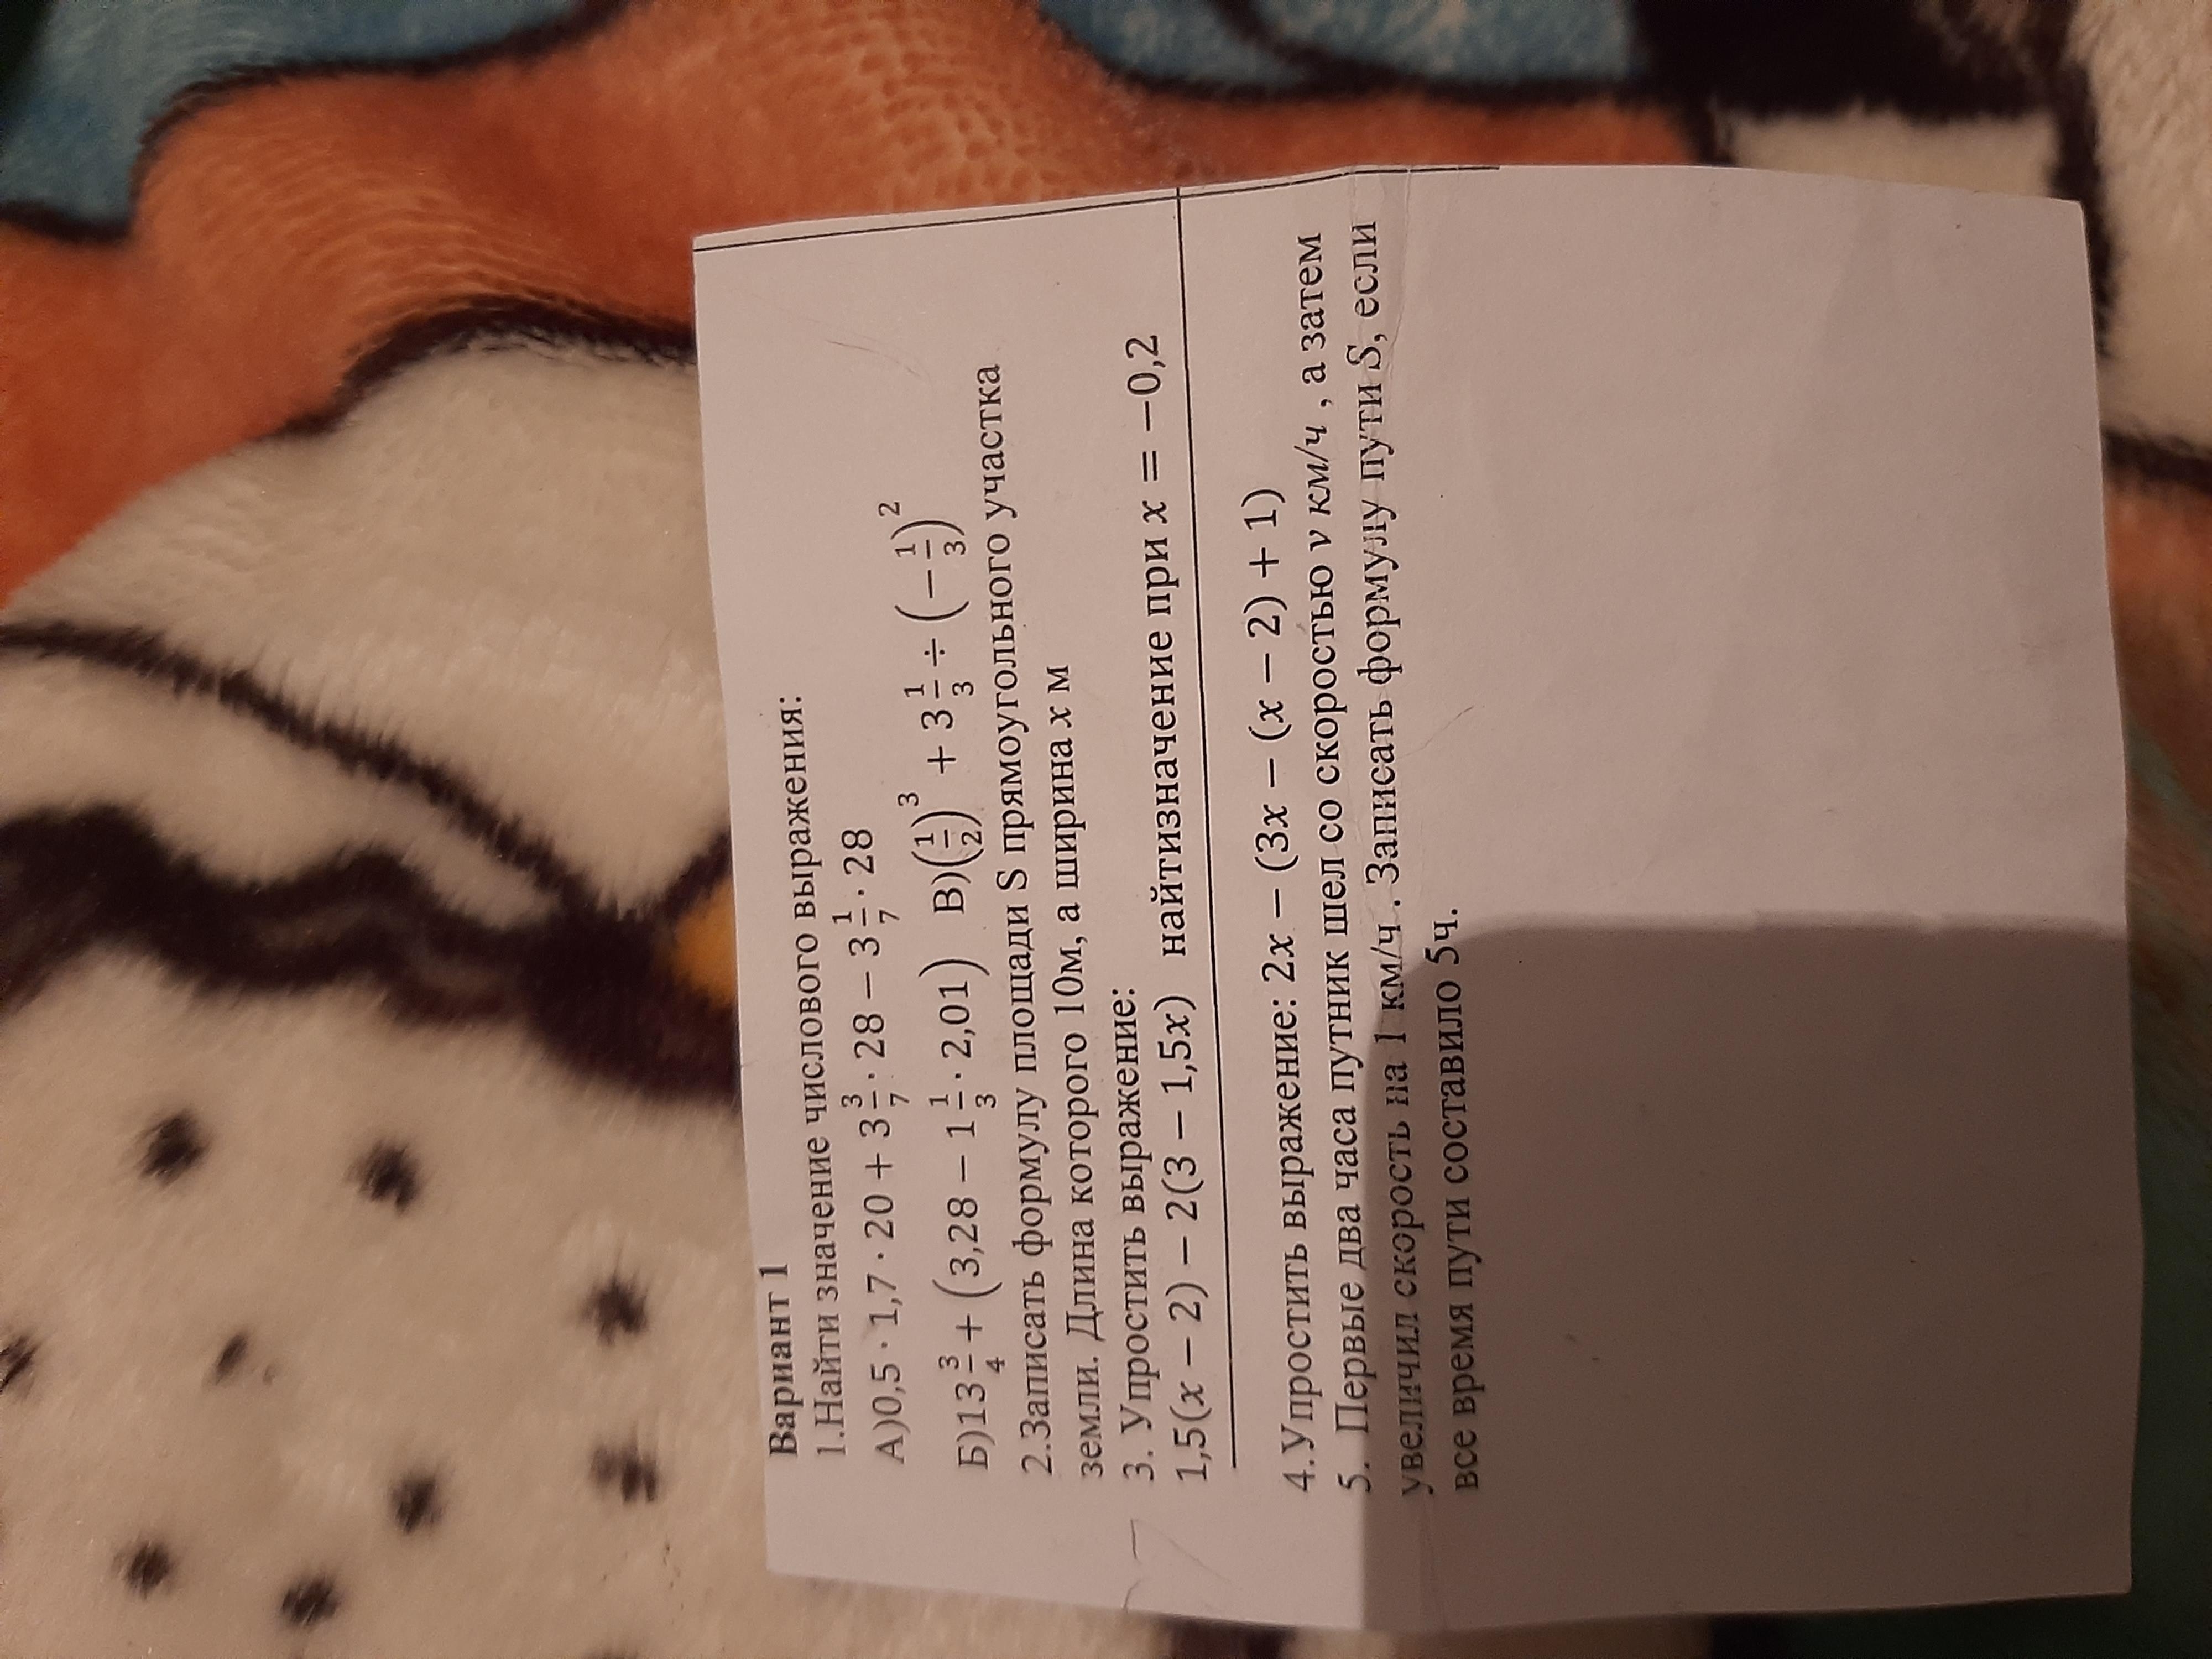 Вариант 1
1.Найти значение числового выражения:
А)0,5 · 1,7 · 20 + 3 3/7 · 28 − 3 1/7 · 28
Б)13 3/4 + (3,28 − 1 1/3 · 2,01) В)(1/2)³ + 3 1/3 ÷ (−1/3)²
2.Записать формулу площади S прямоугольного участка
земли. Длина которого 10м, а ширина x м
3. Упростить выражение:
1,5(x − 2) − 2(3 − 1,5x) найтизначение при x = −0,2
4.Упростить выражение: 2x − (3x − (x − 2) + 1)
5. Первые два часа путник шел со скоростью v км/ч , а затем
увеличил скорость на 1 км/ч . Записать формулу пути S, если
все время пути составило 5ч.